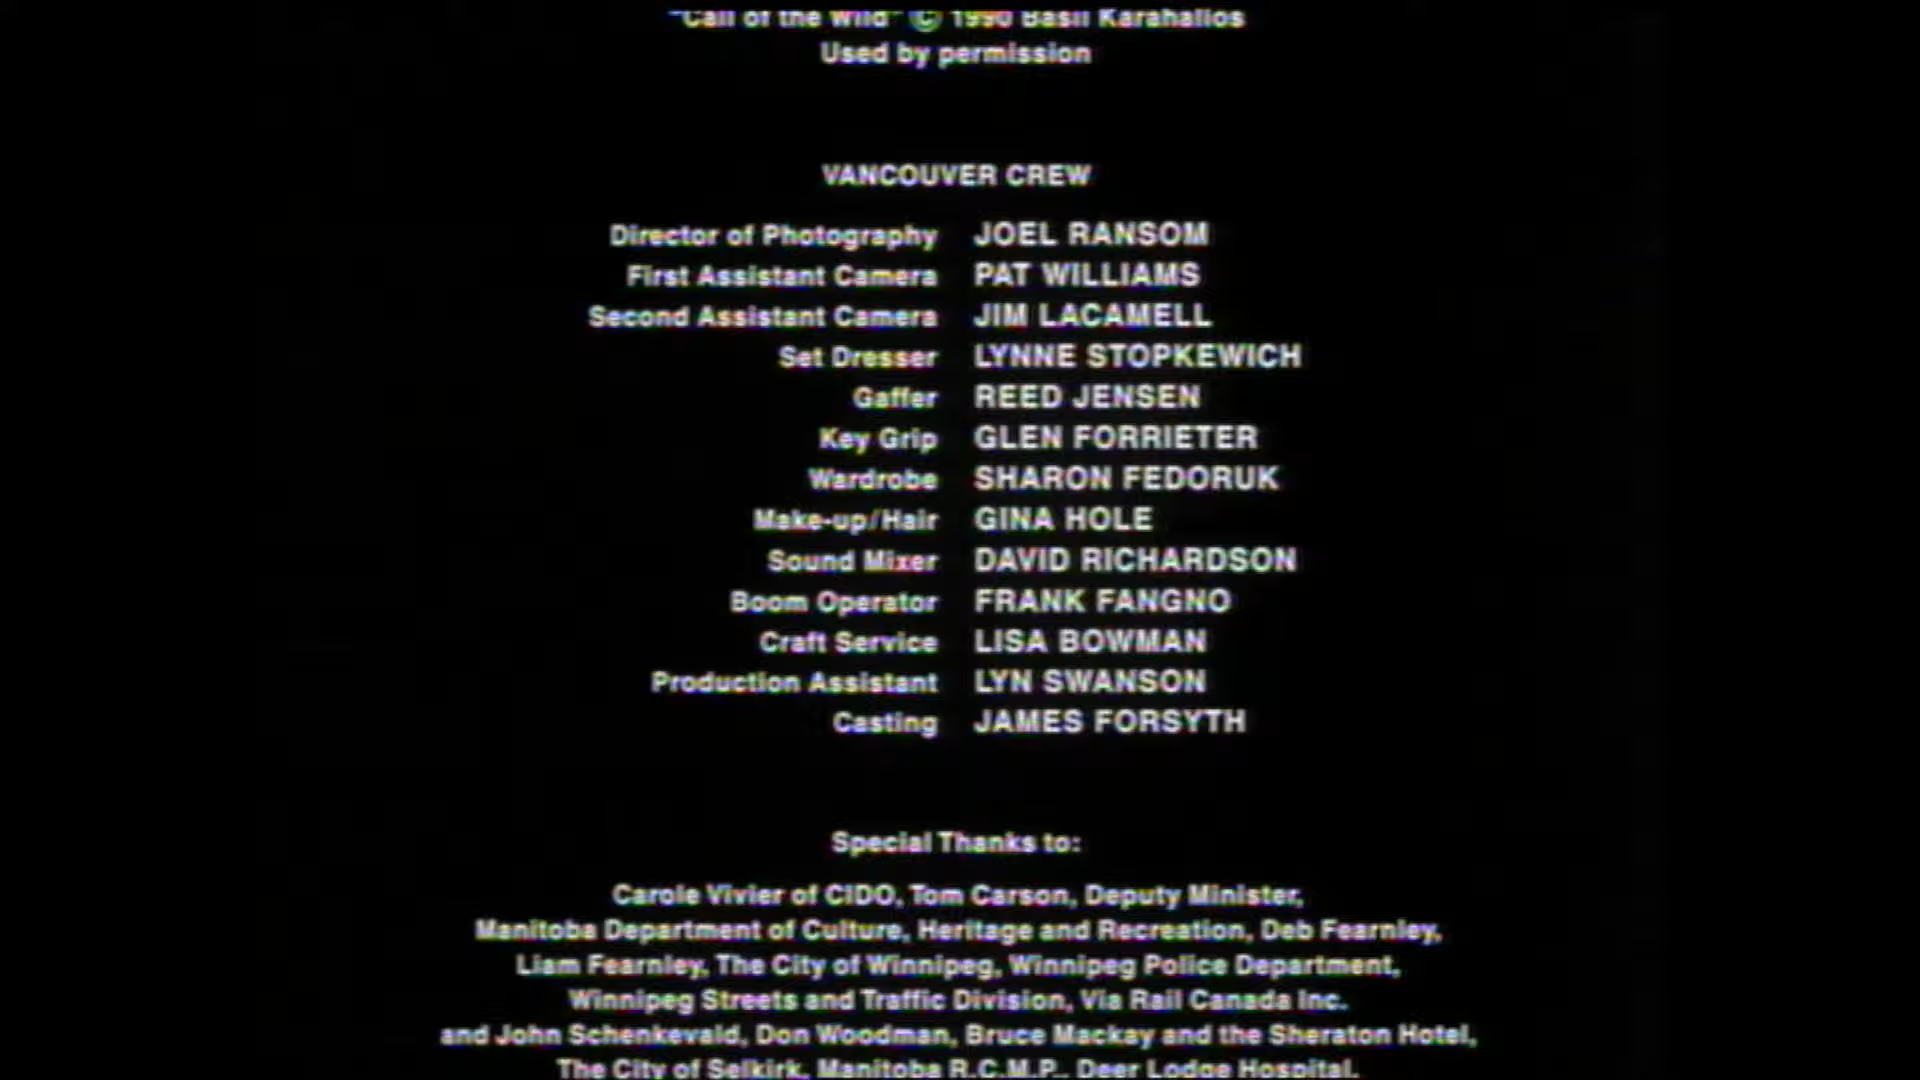 "Call of the Wild" © 1990 Basil Karahalios
Used by permission
VANCOUVER CREW
Director of Photography JOEL RANSOM
First Assistant Camera PAT WILLIAMS
Second Assistant Camera JIM LACAMELL
Set Dresser LYNNE STOPKEWICH
Gaffer REED JENSEN
Key Grip GLEN FORRIETER
Wardrobe SHARON FEDORUK
Make-up/Hair GINA HOLE
Sound Mixer DAVID RICHARDSON
Boom Operator FRANK FANGNO
Craft Service LISA BOWMAN
Production Assistant LYN SWANSON
Casting JAMES FORSYTH
Special Thanks to:
Carole Vivier of CIDO, Tom Carson, Deputy Minister,
Manitoba Department of Culture, Heritage and Recreation, Deb Fearnley,
Liam Fearnley, The City of Winnipeg, Winnipeg Police Department,
Winnipeg Streets and Traffic Division, Via Rail Canada Inc.
and John Schenkevald, Don Woodman, Bruce Mackay and the Sheraton Hotel,
The City of Selkirk, Manitoba R.C.M.P., Deer Lodge Hospital,